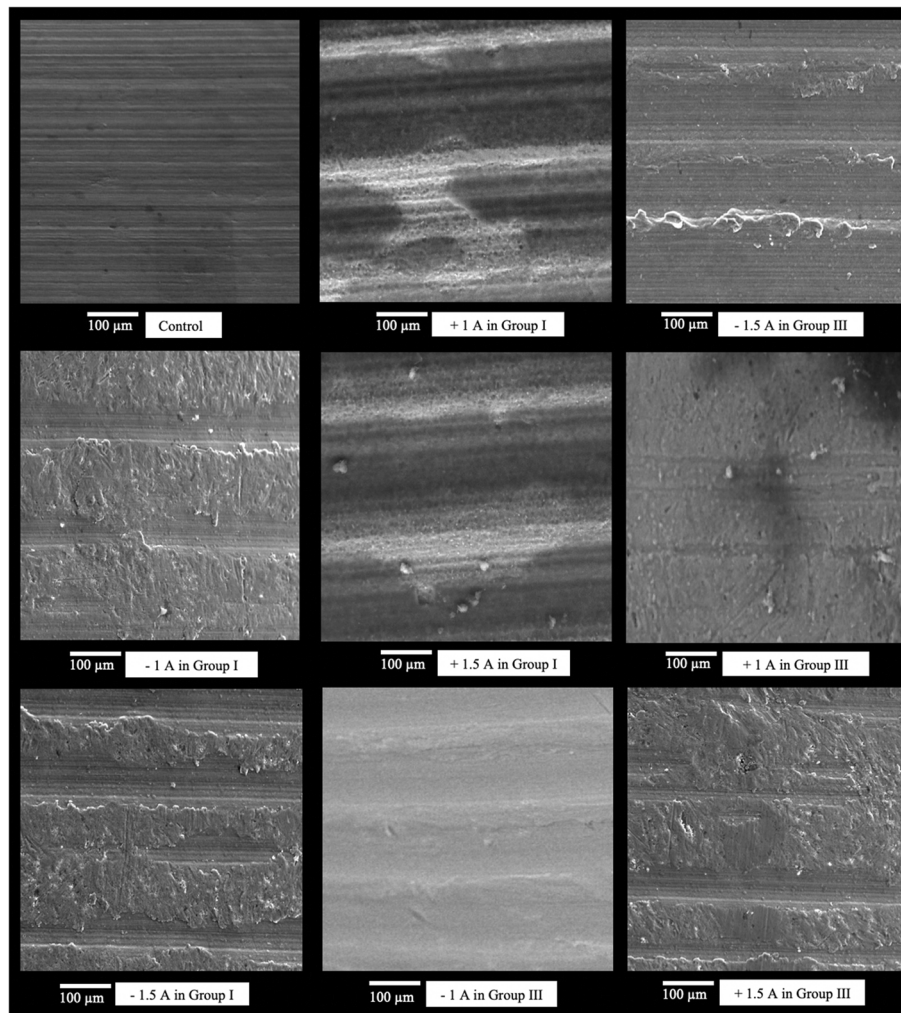 100 µm Control
100 µm + 1 A in Group I
100 µm - 1.5 A in Group III
100 µm - 1 A in Group I
100 µm + 1.5 A in Group I
100 µm + 1 A in Group III
100 µm - 1.5 A in Group I
100 µm - 1 A in Group III
100 µm + 1.5 A in Group III